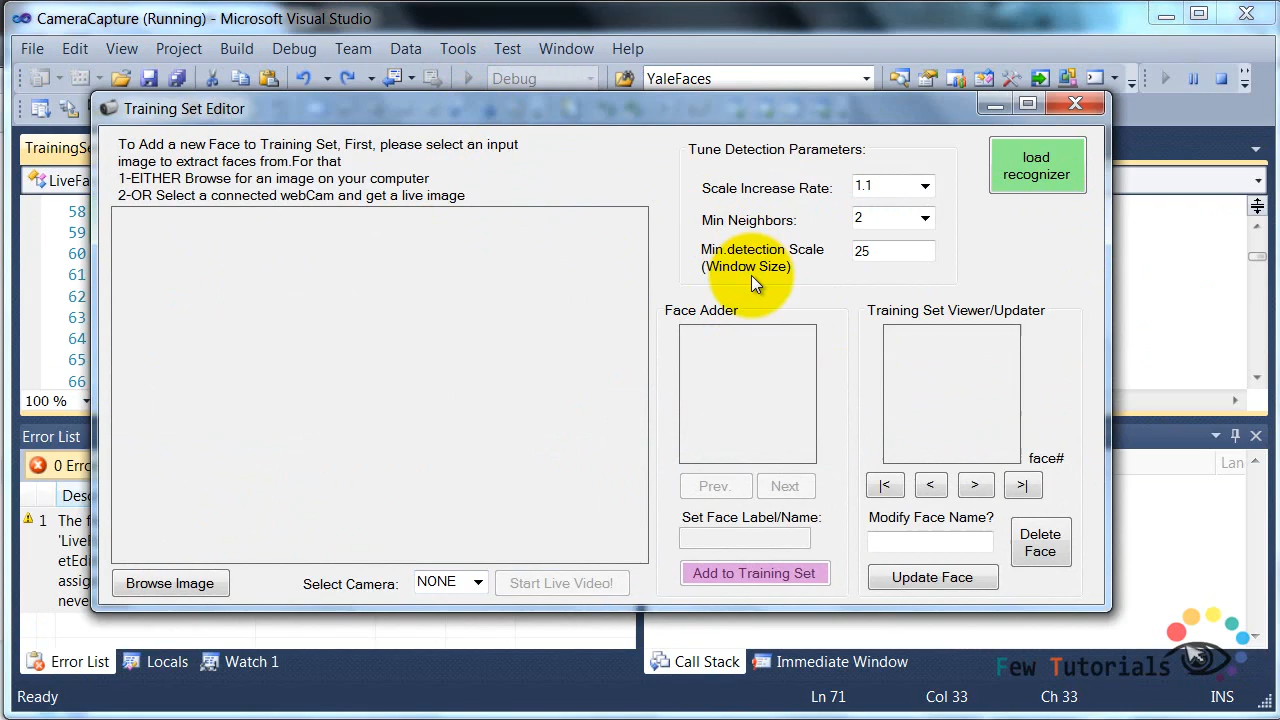 CameraCapture (Running) - Microsoft Visual Studio
File Edit View Project Build Debug Team Data Tools Test Window Help
Debug YaleFaces
Training Set Editor
TrainingSe
LiveFa
58
59
60
61
62
63
64
65
66
100 %
To Add a new Face to Training Set, First, please select an input
image to extract faces from.For that
1-EITHER Browse for an image on your computer
2-OR Select a connected webCam and get a live image
Tune Detection Parameters:
Scale Increase Rate: 1.1
Min Neighbors: 2
Min.detection Scale 25
(Window Size)
load
recognizer
Face Adder
Prev. Next
Set Face Label/Name:
Add to Training Set
Training Set Viewer/Updater
face#
|< < > >|
Modify Face Name?
Delete
Face
Update Face
Browse Image
Select Camera: NONE Start Live Video!
Error List
0 Erro
Desc
1 The f
'LiveF
etEd
assig
neve
Lan
Error List Locals Watch 1
Call Stack Immediate Window
Few Tutorials
Ready Ln 71 Col 33 Ch 33 INS